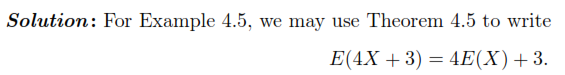 Solution: For Example 4.5, we may use Theorem 4.5 to write
E(4X + 3) = 4E(X) + 3.